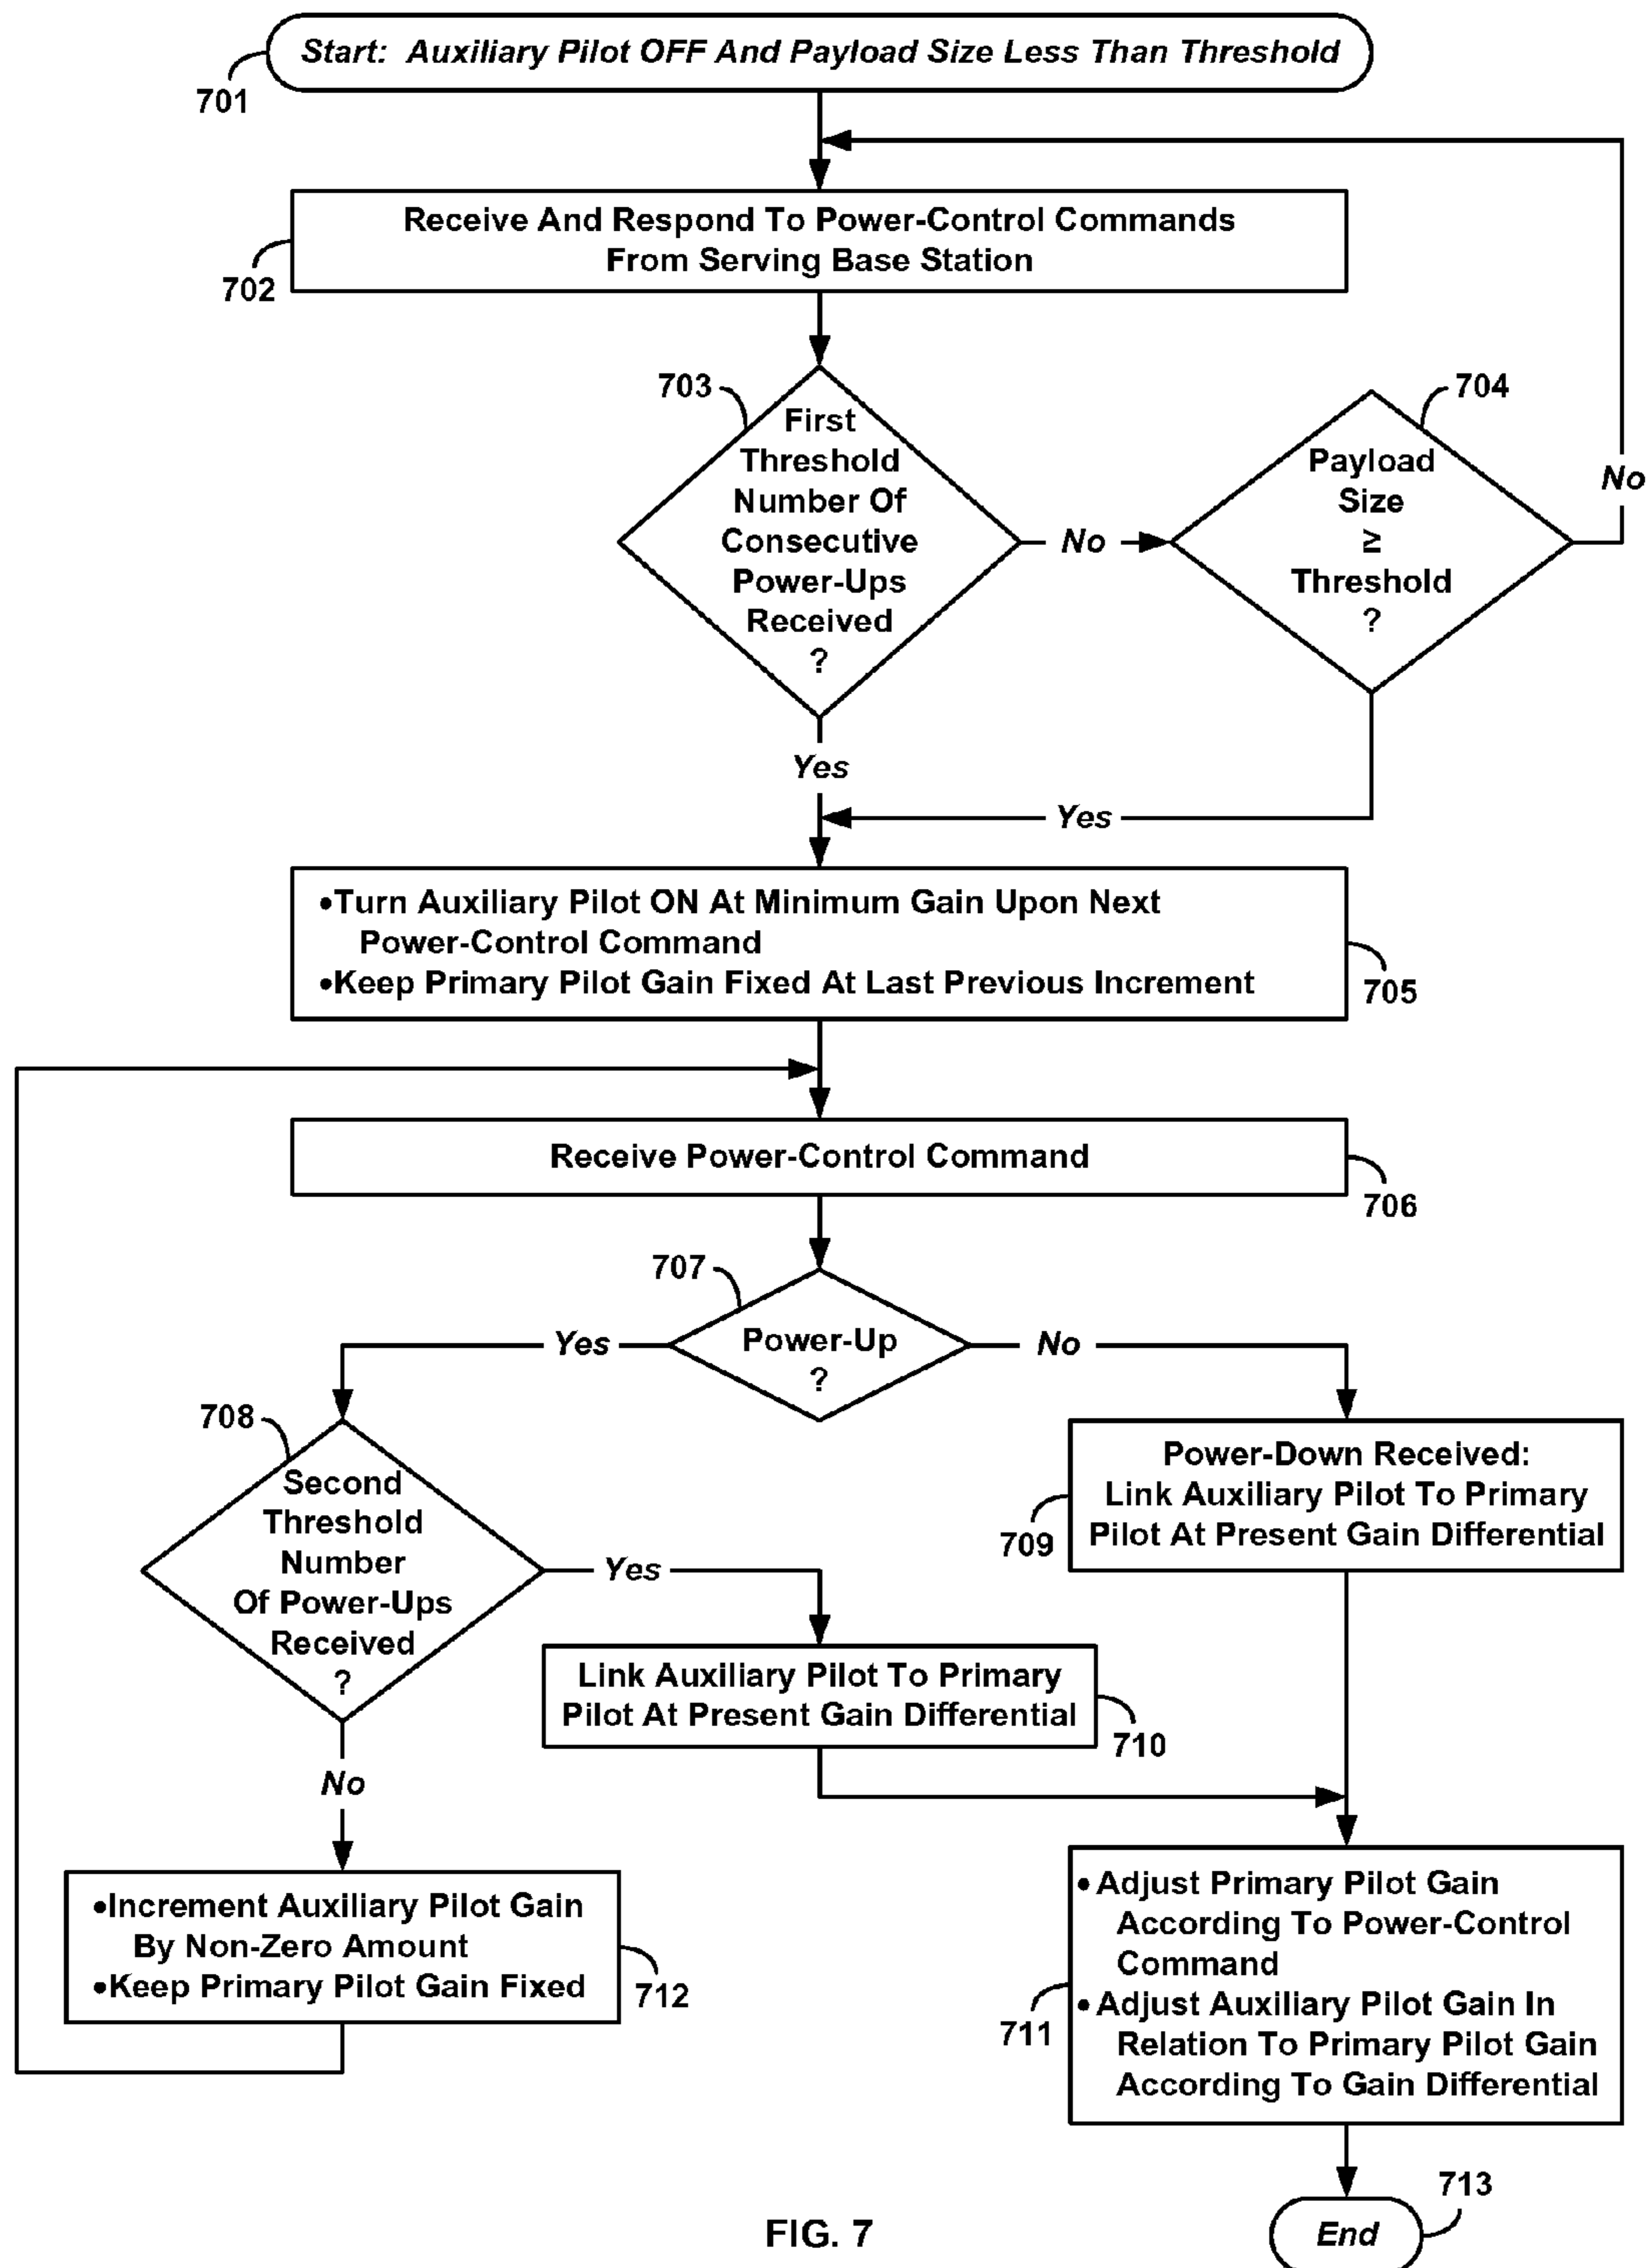 Start: Auxiliary Pilot OFF And Payload Size Less Than Threshold
701
Receive And Respond To Power-Control Commands
From Serving Base Station
702
703
First
Threshold
Number Of
Consecutive
Power-Ups
Received
?
No
704
Payload
Size
≥
Threshold
?
No
Yes
Yes
•Turn Auxiliary Pilot ON At Minimum Gain Upon Next
Power-Control Command
•Keep Primary Pilot Gain Fixed At Last Previous Increment
705
Receive Power-Control Command
706
707
Power-Up
?
Yes
No
708
Second
Threshold
Number
Of Power-Ups
Received
?
Yes
No
Power-Down Received:
Link Auxiliary Pilot To Primary
Pilot At Present Gain Differential
709
Link Auxiliary Pilot To Primary
Pilot At Present Gain Differential
710
•Increment Auxiliary Pilot Gain
By Non-Zero Amount
•Keep Primary Pilot Gain Fixed
712
•Adjust Primary Pilot Gain
According To Power-Control
Command
•Adjust Auxiliary Pilot Gain In
Relation To Primary Pilot Gain
According To Gain Differential
711
713
End
FIG. 7